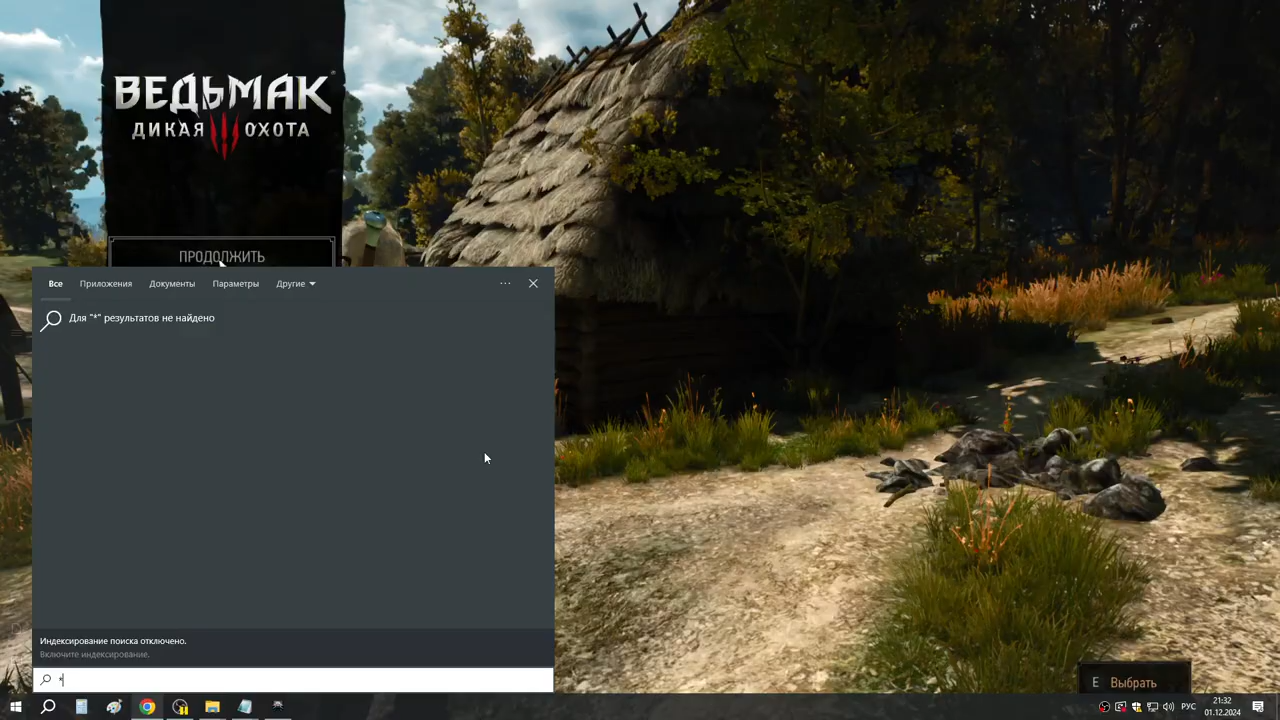 ВЕДЬМАК
ДИКАЯ III ОХОТА
ПРОДОЛЖИТЬ
Все Приложения Документы Параметры Другие
Для "*" результатов не найдено
Индексирование поиска отключено.
Включите индексирование.
*
E Выбрать
РУС
21:32
01.12.2024